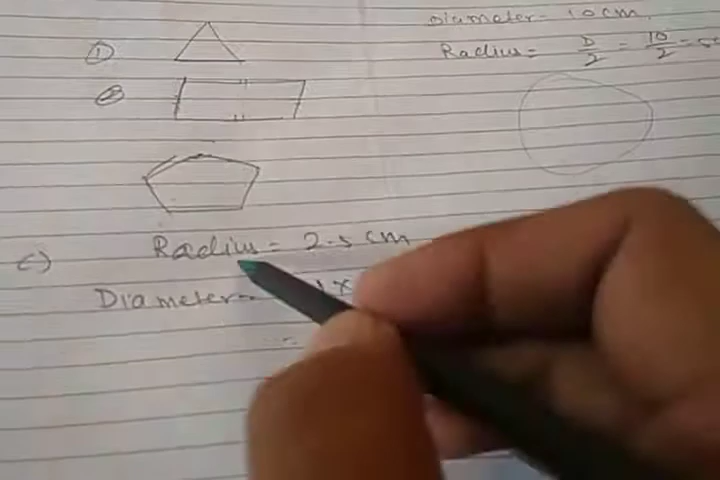 Diameter = 10 cm.
Radius = D/2 = 10/2 =
①
②
c) Radius = 2.5 cm
Diameter =